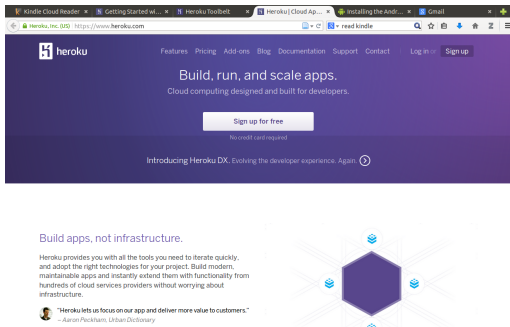 Kindle Cloud Reader
Getting Started wi...
Heroku Toolbelt
Heroku | Cloud Ap...
Installing the Andr...
Gmail
Heroku, Inc. (US)
https://www.heroku.com
read kindle
heroku
Features Pricing Add-ons Blog Documentation Support Contact
Log in or Sign up
Build, run, and scale apps.
Cloud computing designed and built for developers.
Sign up for free
No credit card required
Introducing Heroku DX. Evolving the developer experience. Again.
Build apps, not infrastructure.
Heroku provides you with all the tools you need to iterate quickly,
and adopt the right technologies for your project. Build modern,
maintainable apps and instantly extend them with functionality from
hundreds of cloud services providers without worrying about
infrastructure.
"Heroku lets us focus on our app and deliver more value to customers."
– Aaron Peckham, Urban Dictionary